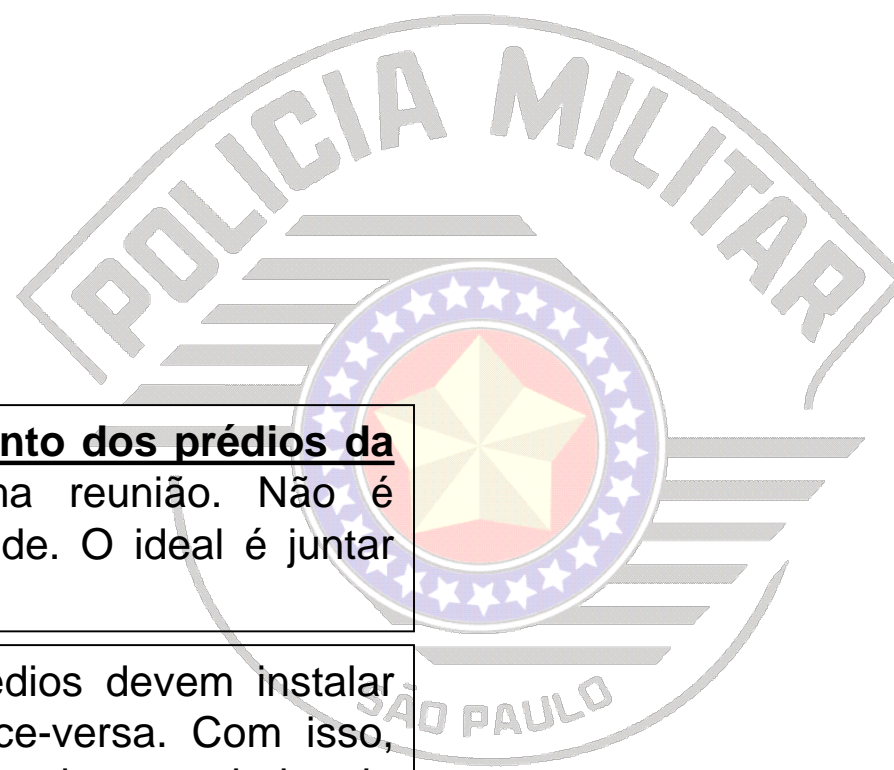 POLICIA MILITAR
nto dos prédios da
na reunião. Não é
de. O ideal é juntar
édios devem instalar
ce-versa. Com isso,
SÃO PAULO